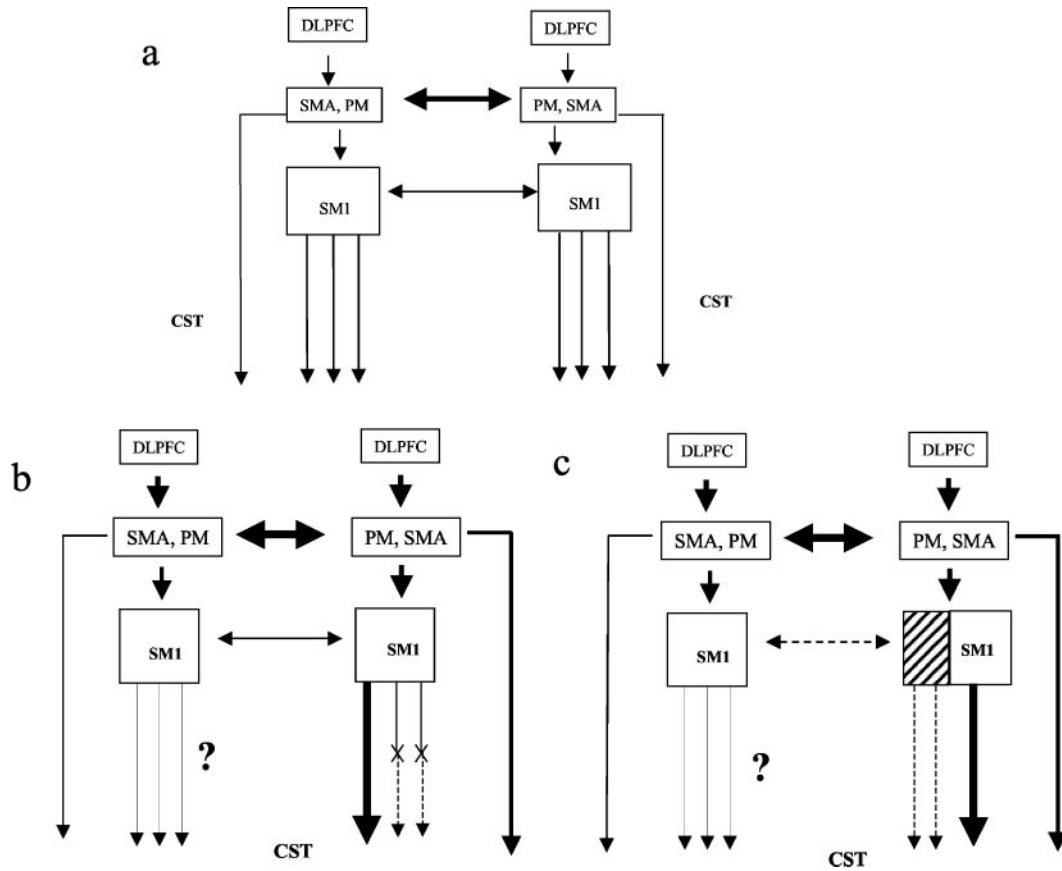 a
DLPFC
DLPFC
SMA, PM
PM, SMA
SM1
SM1
CST
CST
b
DLPFC
DLPFC
SMA, PM
PM, SMA
SM1
SM1
?
CST
c
DLPFC
DLPFC
SMA, PM
PM, SMA
SM1
SM1
?
CST